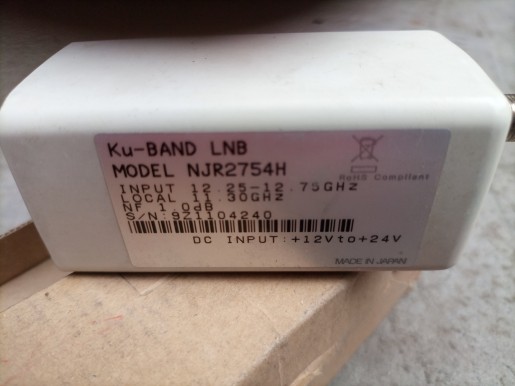 Ku-BAND LNB
MODEL NJR2754H
RoHS Compliant
INPUT 12.25-12.75GHz
LOCAL 11.30GHz
NF 1.0dB
S/N:9Z1104240
DC INPUT:+12Vto+24V
MADE IN JAPAN